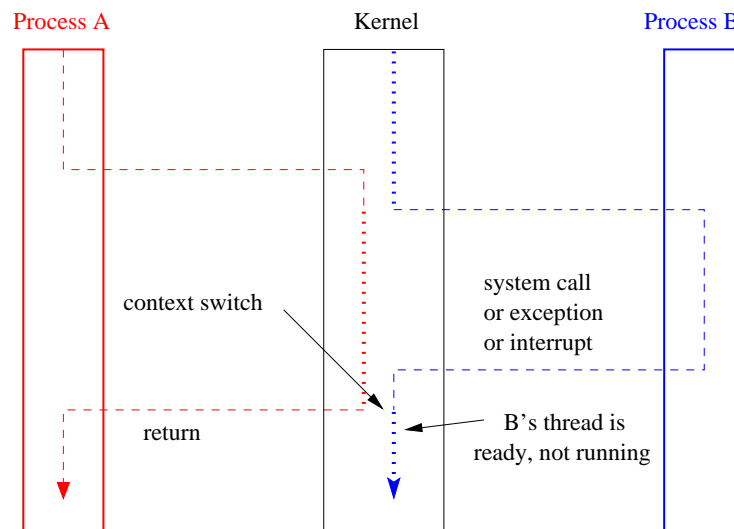 Process A
Kernel
Process B
system call
or exception
or interrupt
context switch
return
B's thread is
ready, not running